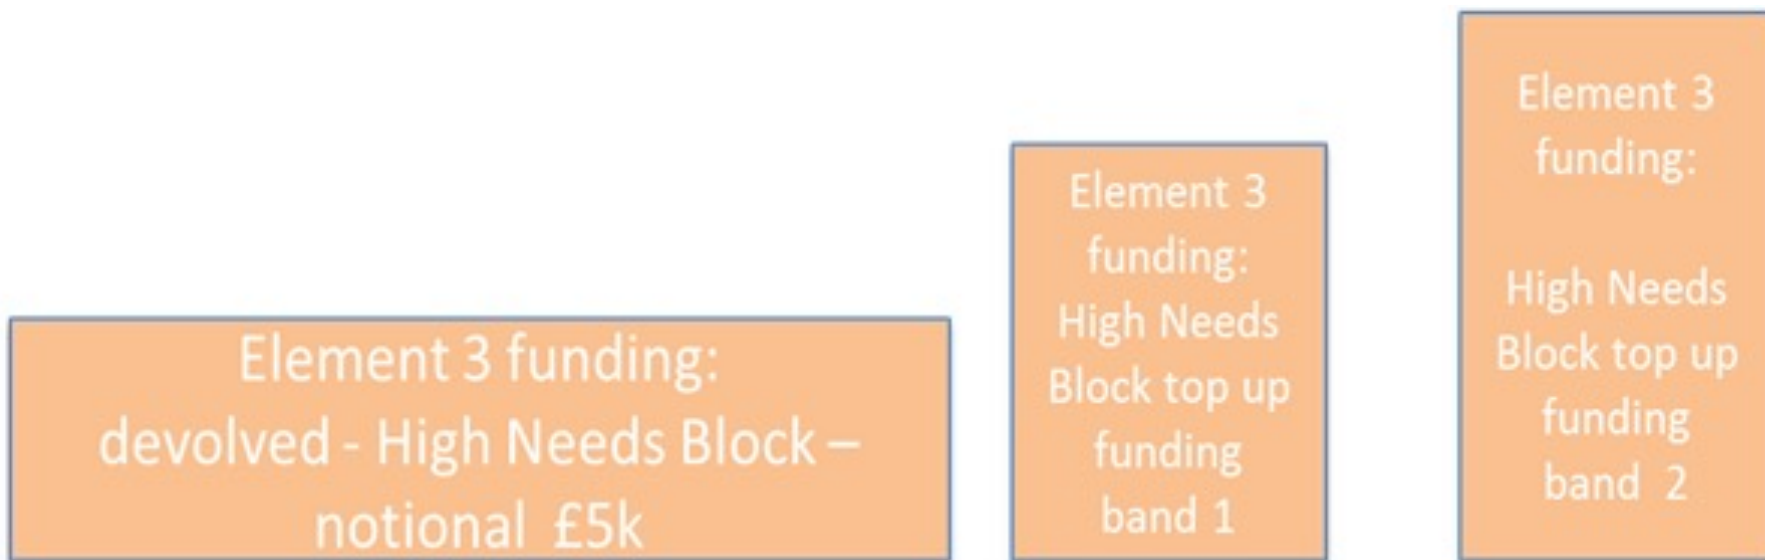 Element 3 funding:
devolved - High Needs Block –
notional £5k
Element 3
funding:
High Needs
Block top up
funding
band 1
Element 3
funding:
High Needs
Block top up
funding
band 2